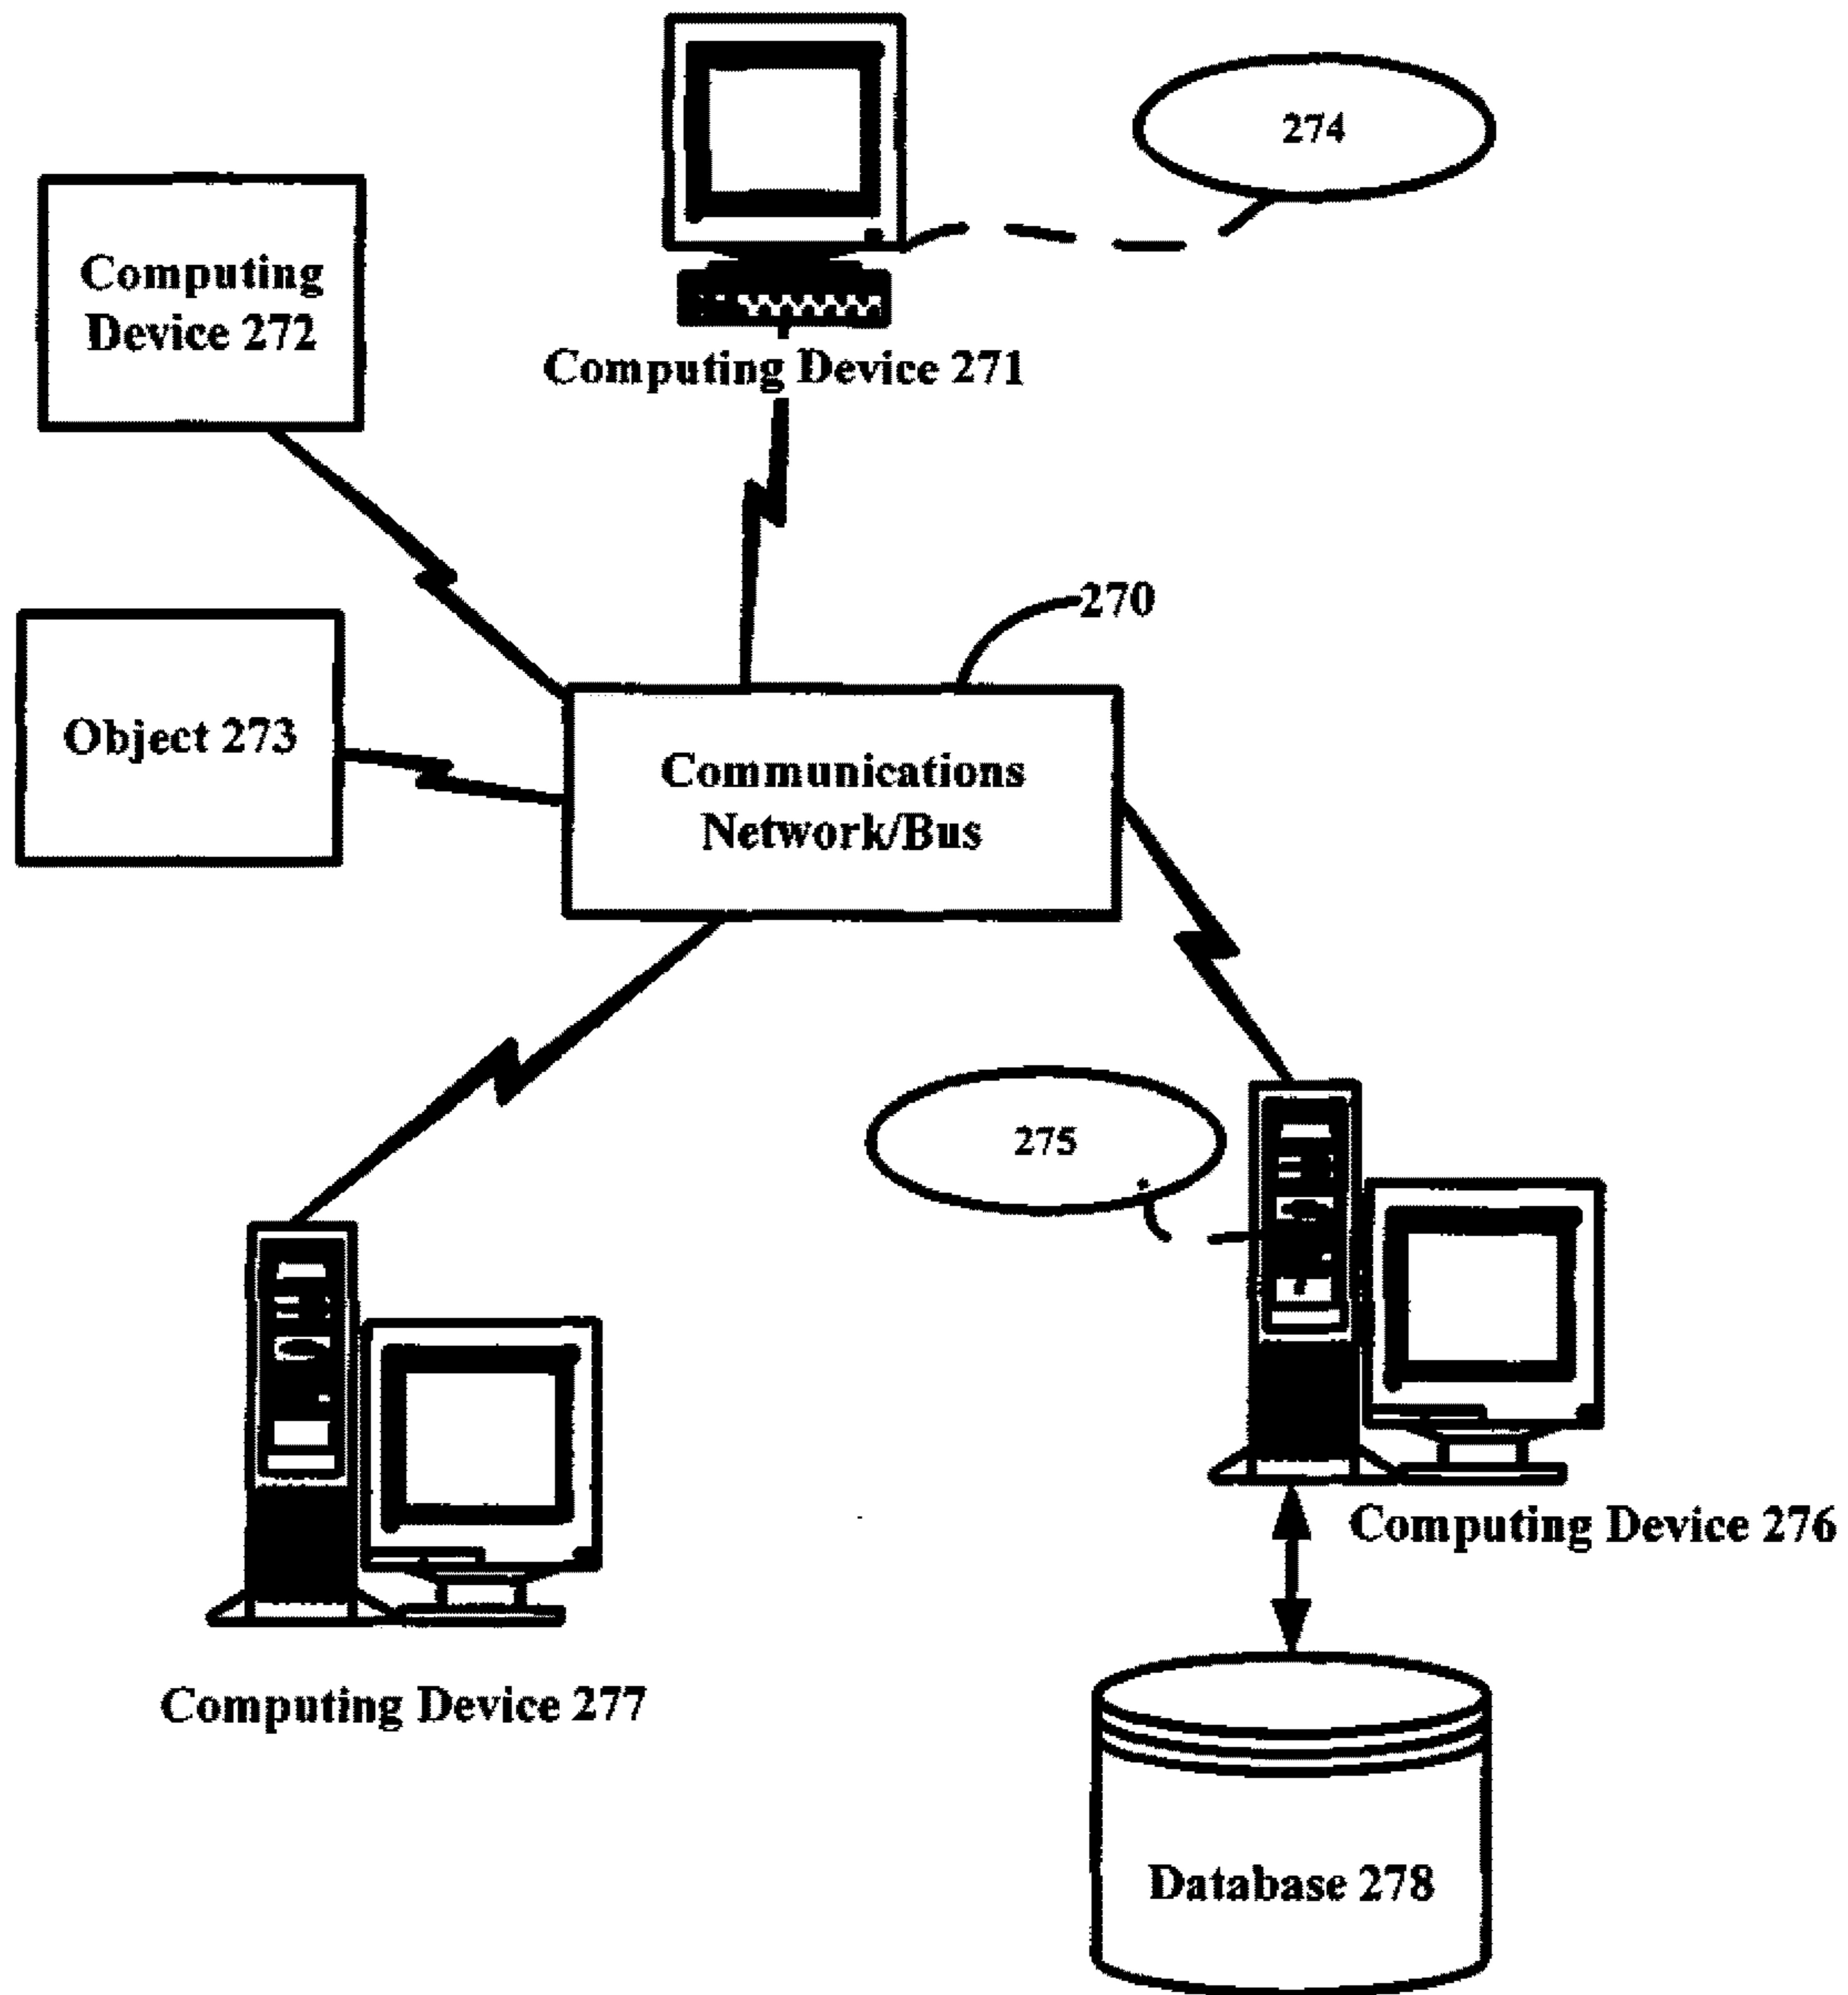 274
Computing
Device 272
Computing Device 271
270
Object 273
Communications
Network/Bus
275
Computing Device 276
Computing Device 277
Database 278